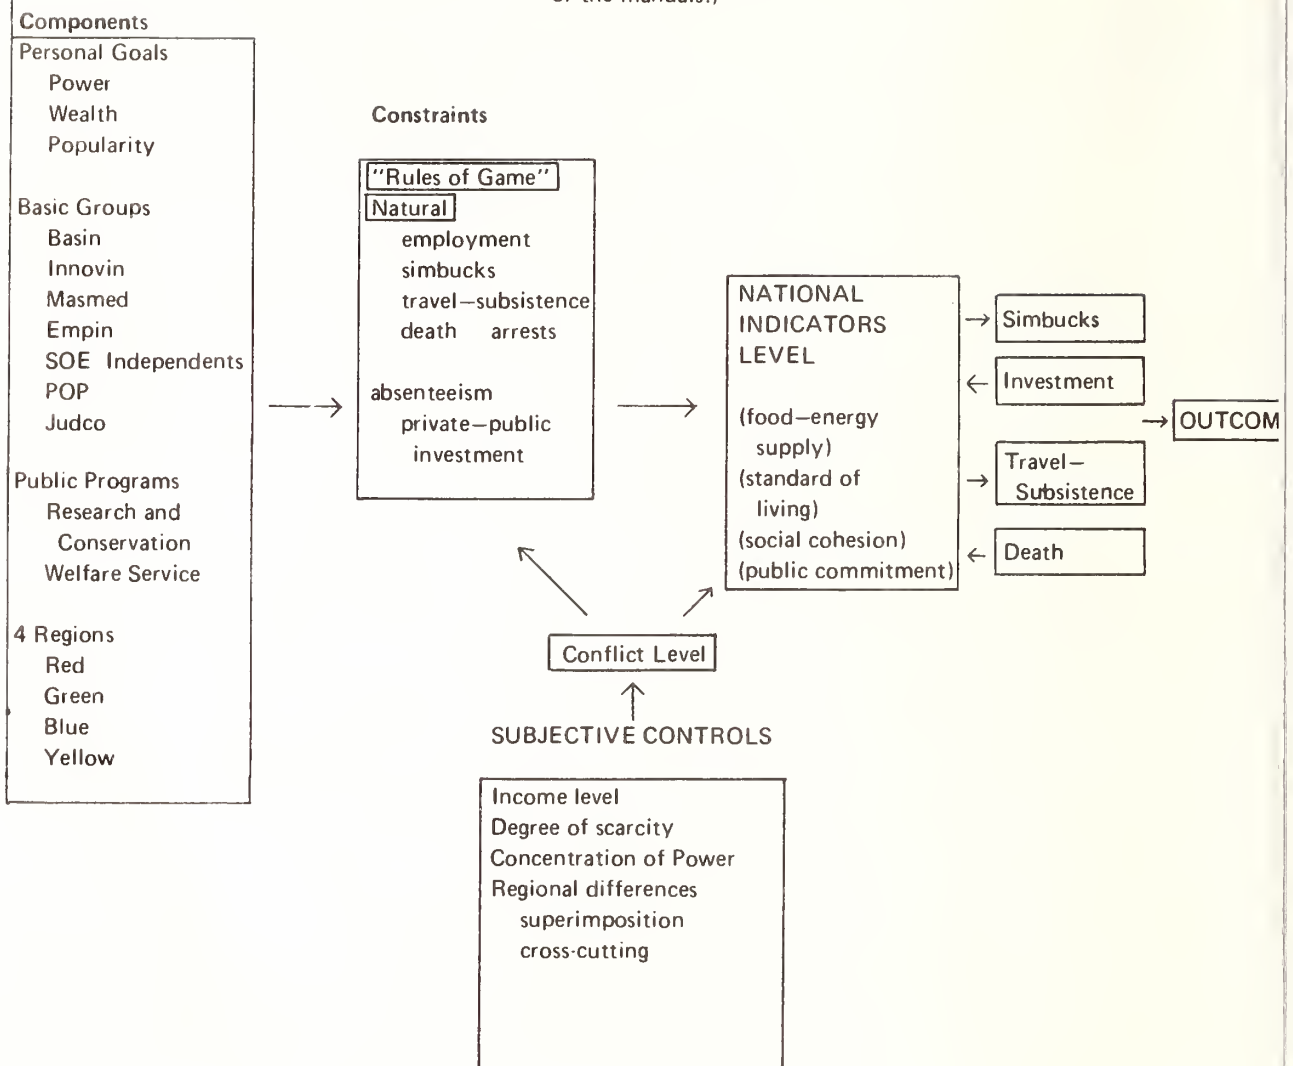 Components
Personal Goals
Power
Wealth
Popularity
Basic Groups
Basin
Innovin
Masmed
Empin
SOE Independents
POP
Judco
Public Programs
Research and
Conservation
Welfare Service
4 Regions
Red
Green
Blue
Yellow
Constraints
"Rules of Game"
Natural
employment
simbucks
travel—subsistence
death arrests
absenteeism
private—public
investment
NATIONAL
INDICATORS
LEVEL
(food—energy
supply)
(standard of
living)
(social cohesion)
(public commitment)
Simbucks
Investment
Travel—
Subsistence
Death
OUTCOM
Conflict Level
SUBJECTIVE CONTROLS
Income level
Degree of scarcity
Concentration of Power
Regional differences
superimposition
cross-cutting